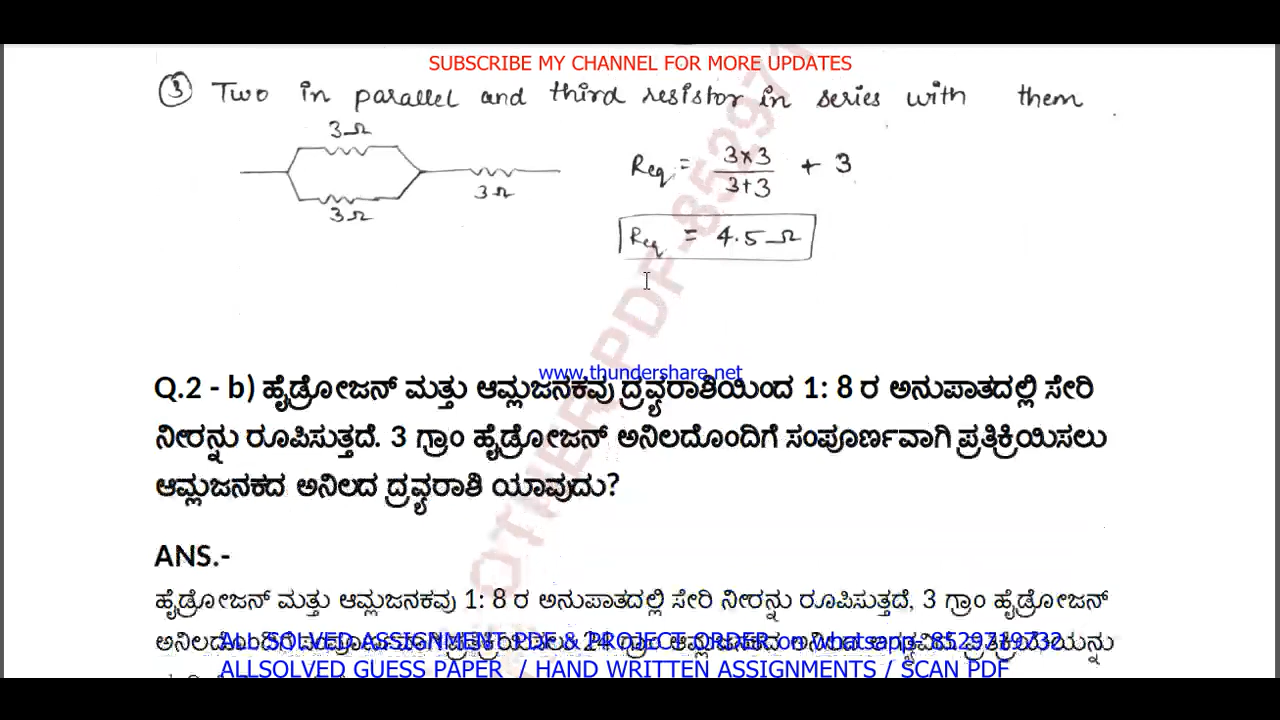 SUBSCRIBE MY CHANNEL FOR MORE UPDATES
③ Two in parallel and third resistor in series with them
3Ω
3Ω
3Ω
Req = 3×3/3+3 + 3
Req = 4.5Ω
www.thundershare.net
Q.2 - b) ಹೈಡ್ರೋಜನ್ ಮತ್ತು ಆಮ್ಲಜನಕವು ದ್ರವ್ಯರಾಶಿಯಿಂದ 1: 8 ರ ಅನುಪಾತದಲ್ಲಿ ಸೇರಿ
ನೀರನ್ನು ರೂಪಿಸುತ್ತದೆ. 3 ಗ್ರಾಂ ಹೈಡ್ರೋಜನ್ ಅನಿಲದೊಂದಿಗೆ ಸಂಪೂರ್ಣವಾಗಿ ಪ್ರತಿಕ್ರಿಯಿಸಲು
ಆಮ್ಲಜನಕದ ಅನಿಲದ ದ್ರವ್ಯರಾಶಿ ಯಾವುದು?
ANS.-
ಹೈಡ್ರೋಜನ್ ಮತ್ತು ಆಮ್ಲಜನಕವು 1: 8 ರ ಅನುಪಾತದಲ್ಲಿ ಸೇರಿ ನೀರನ್ನು ರೂಪಿಸುತ್ತದೆ, 3 ಗ್ರಾಂ ಹೈಡ್ರೋಜನ್
ALL SOLVED ASSIGNMENT PDF & PROJECT ORDER on whatsapp- 8529719732
ALLSOLVED GUESS PAPER / HAND WRITTEN ASSIGNMENTS / SCAN PDF